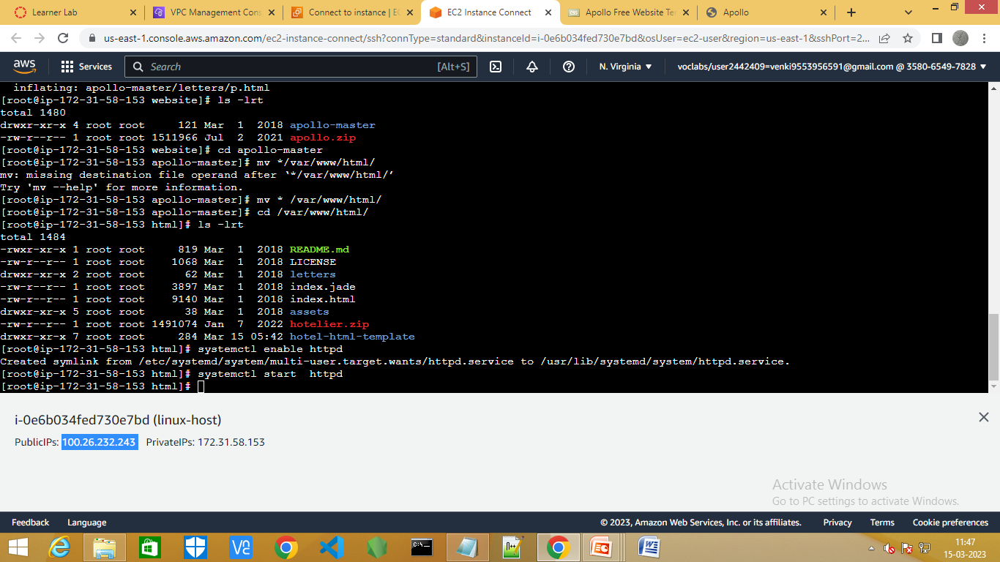 Learner Lab
VPC Management Cons
Connect to instance | EC
EC2 Instance Connect
Apollo Free Website Te
Apollo
us-east-1.console.aws.amazon.com/ec2-instance-connect/ssh?connType=standard&instanceId=i-0e6b034fed730e7bd&osUser=ec2-user&region=us-east-1&sshPort=2...
aws
Services
Search
[Alt+S]
N. Virginia
voclabs/user2442409=venki9553956591@gmail.com @ 3580-6549-7828
inflating: apollo-master/letters/p.html
[root@ip-172-31-58-153 website]# ls -lrt
total 1480
drwxr-xr-x 4 root root     121 Mar  1  2018 apollo-master
-rw-r--r-- 1 root root 1511966 Jul  2  2021 apollo.zip
[root@ip-172-31-58-153 website]# cd apollo-master
[root@ip-172-31-58-153 apollo-master]# mv */var/www/html/
mv: missing destination file operand after ‘*/var/www/html/’
Try 'mv --help' for more information.
[root@ip-172-31-58-153 apollo-master]# mv * /var/www/html/
[root@ip-172-31-58-153 apollo-master]# cd /var/www/html/
[root@ip-172-31-58-153 html]# ls -lrt
total 1484
-rwxr-xr-x 1 root root     819 Mar  1  2018 README.md
-rwxr--r-- 1 root root    1068 Mar  1  2018 LICENSE
drwxr-xr-x 2 root root      62 Mar  1  2018 letters
-rw-r--r-- 1 root root    3897 Mar  1  2018 index.jade
-rw-r--r-- 1 root root    9140 Mar  1  2018 index.html
drwxr-xr-x 5 root root      38 Mar  1  2018 assets
-rw-r--r-- 1 root root 1491074 Jan  7  2022 hotelier.zip
drwxr-xr-x 7 root root     284 Mar 15 05:42 hotel-html-template
[root@ip-172-31-58-153 html]# systemctl enable httpd
Created symlink from /etc/systemd/system/multi-user.target.wants/httpd.service to /usr/lib/systemd/system/httpd.service.
[root@ip-172-31-58-153 html]# systemctl start  httpd
[root@ip-172-31-58-153 html]#
i-0e6b034fed730e7bd (linux-host)
PublicIPs: 100.26.232.243   PrivateIPs: 172.31.58.153
Activate Windows
Go to PC settings to activate Windows.
Feedback
Language
© 2023, Amazon Web Services, Inc. or its affiliates.
Privacy
Terms
Cookie preferences
11:47
15-03-2023